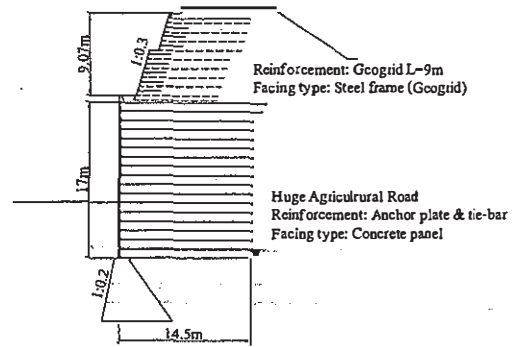 9.07m
1:0.3
Reinforcement: Geogrid L-9m
Facing type: Steel frame (Geogrid)
17m
Huge Agriculrural Road
Reinforcement: Anchor plate & tie-bar
Facing type: Concrete panel
1:0.2
14.5m